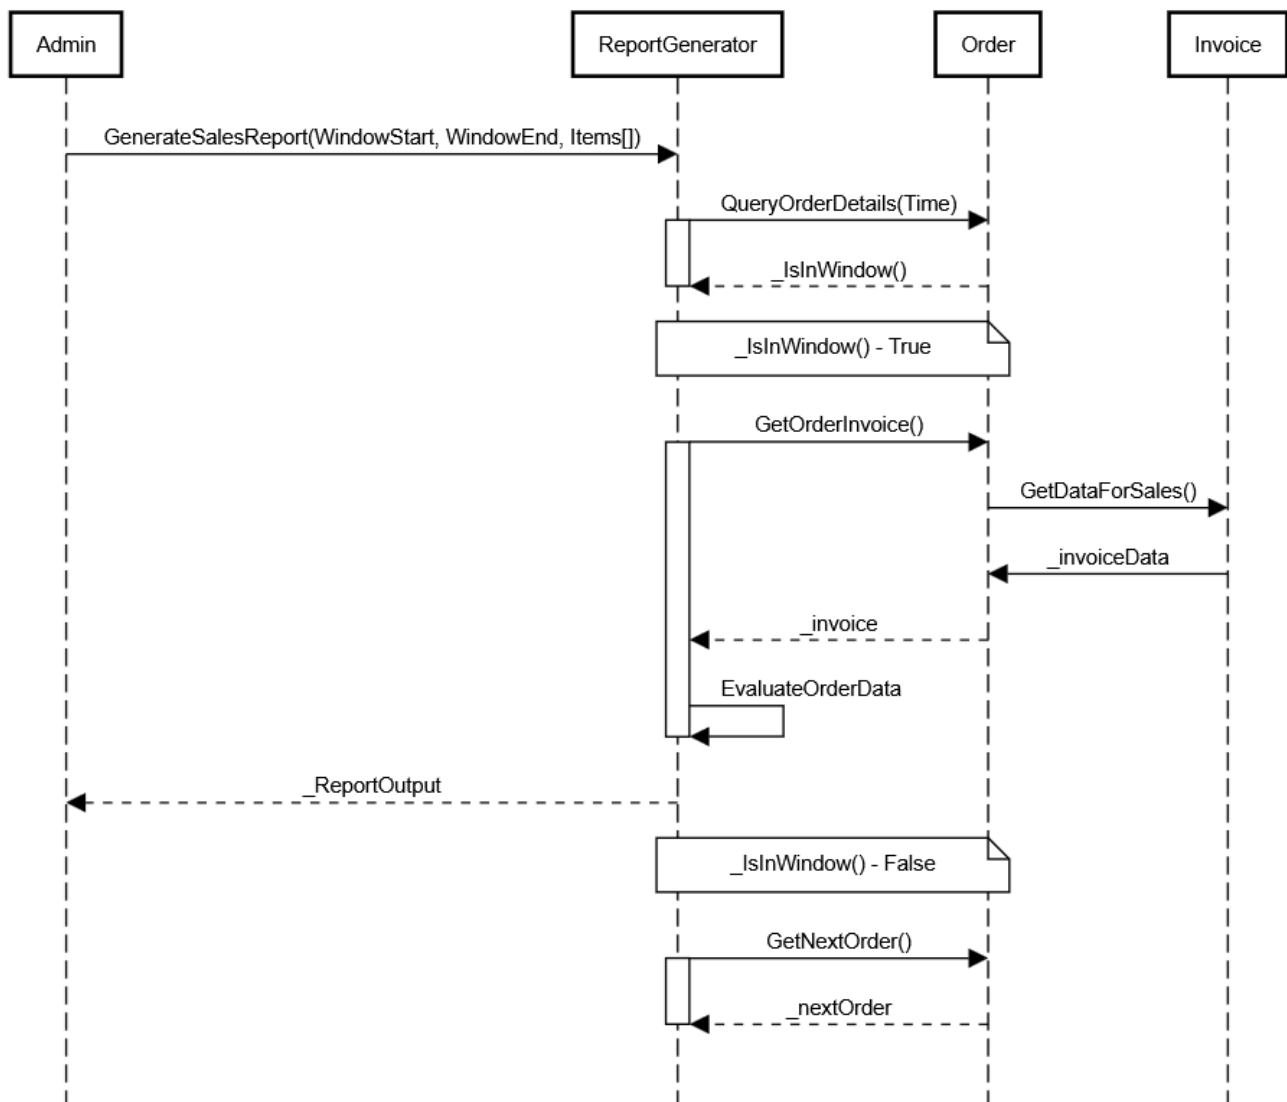 Admin
ReportGenerator
Order
Invoice
GenerateSalesReport(WindowStart, WindowEnd, Items[])
QueryOrderDetails(Time)
_IsInWindow()
_IsInWindow() - True
GetOrderInvoice()
GetDataForSales()
_invoiceData
_invoice
EvaluateOrderData
_ReportOutput
_IsInWindow() - False
GetNextOrder()
_nextOrder